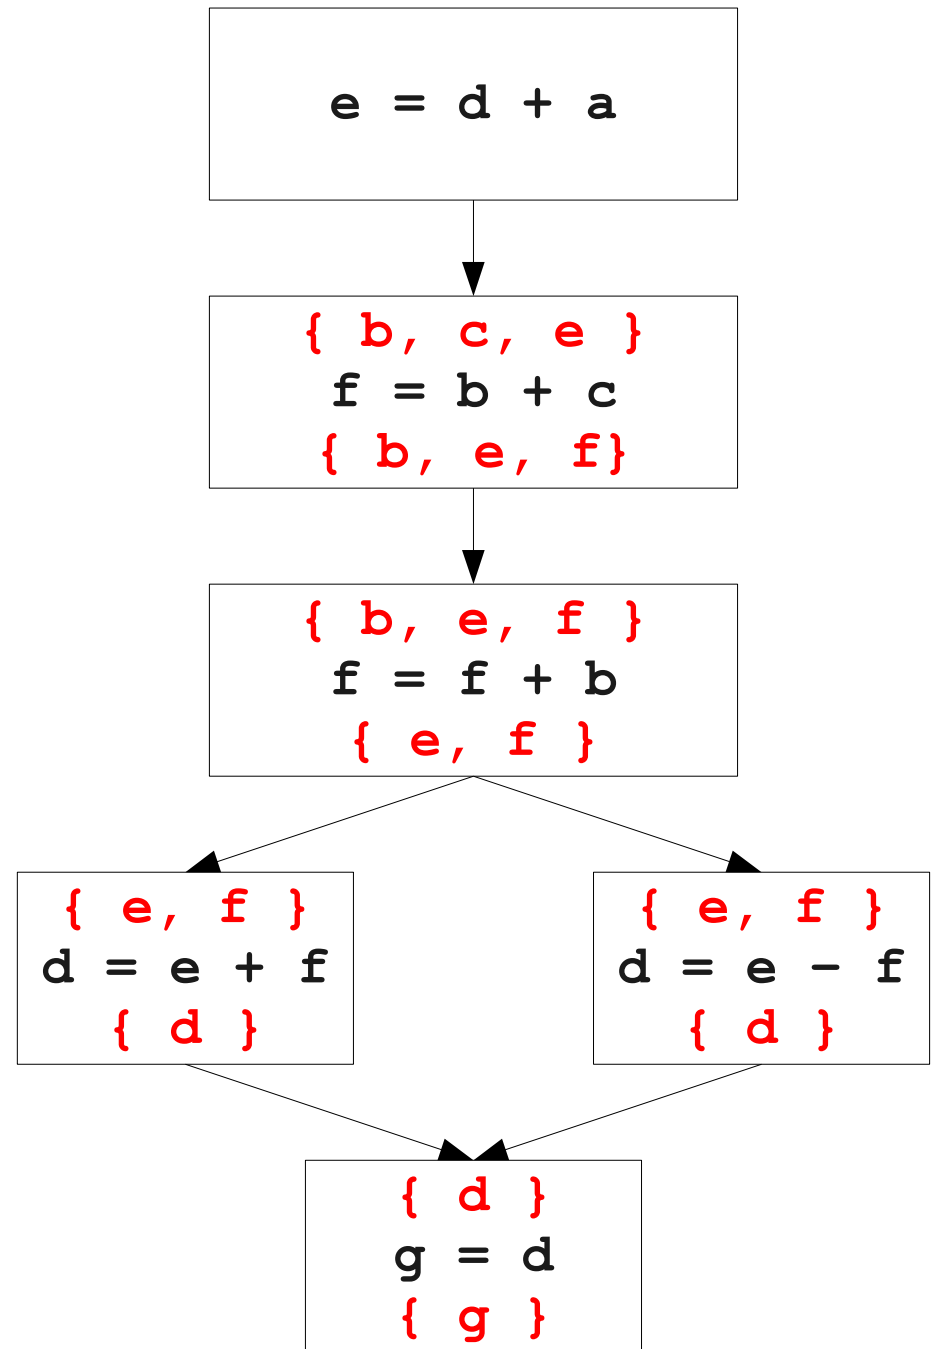 e = d + a
{ b, c, e }
f = b + c
{ b, e, f}
{ b, e, f }
f = f + b
{ e, f }
{ e, f }
d = e + f
{ d }
{ e, f }
d = e - f
{ d }
{ d }
g = d
{ g }